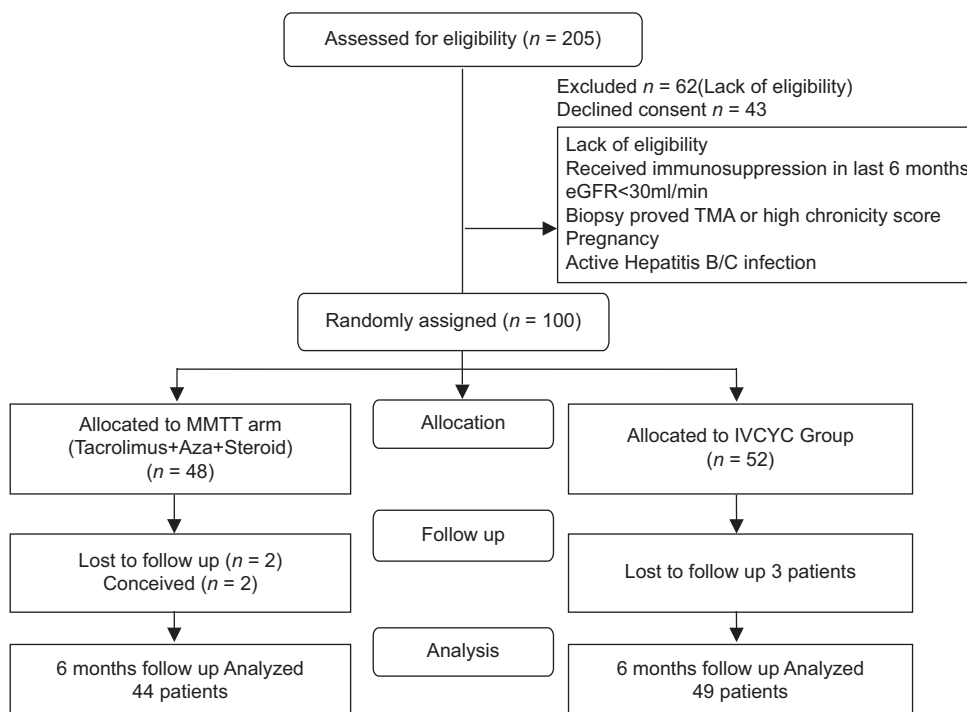 Assessed for eligibility (n = 205)
Excluded n = 62(Lack of eligibility)
Declined consent n = 43
Lack of eligibility
Received immunosuppression in last 6 months
eGFR<30ml/min
Biopsy proved TMA or high chronicity score
Pregnancy
Active Hepatitis B/C infection
Randomly assigned (n = 100)
Allocated to MMTT arm
(Tacrolimus+Aza+Steroid)
(n = 48)
Allocation
Allocated to IVCYC Group
(n = 52)
Follow up
Lost to follow up (n = 2)
Conceived (n = 2)
Lost to follow up 3 patients
Analysis
6 months follow up Analyzed
44 patients
6 months follow up Analyzed
49 patients